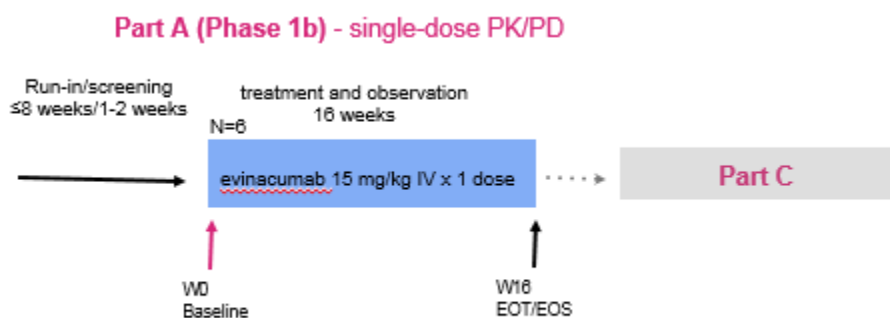 Part A (Phase 1b) - single-dose PK/PD
Run-in/screening
≤8 weeks/1-2 weeks
treatment and observation
16 weeks
N=6
evinacumab 15 mg/kg IV x 1 dose
Part C
W0
Baseline
W16
EOT/EOS